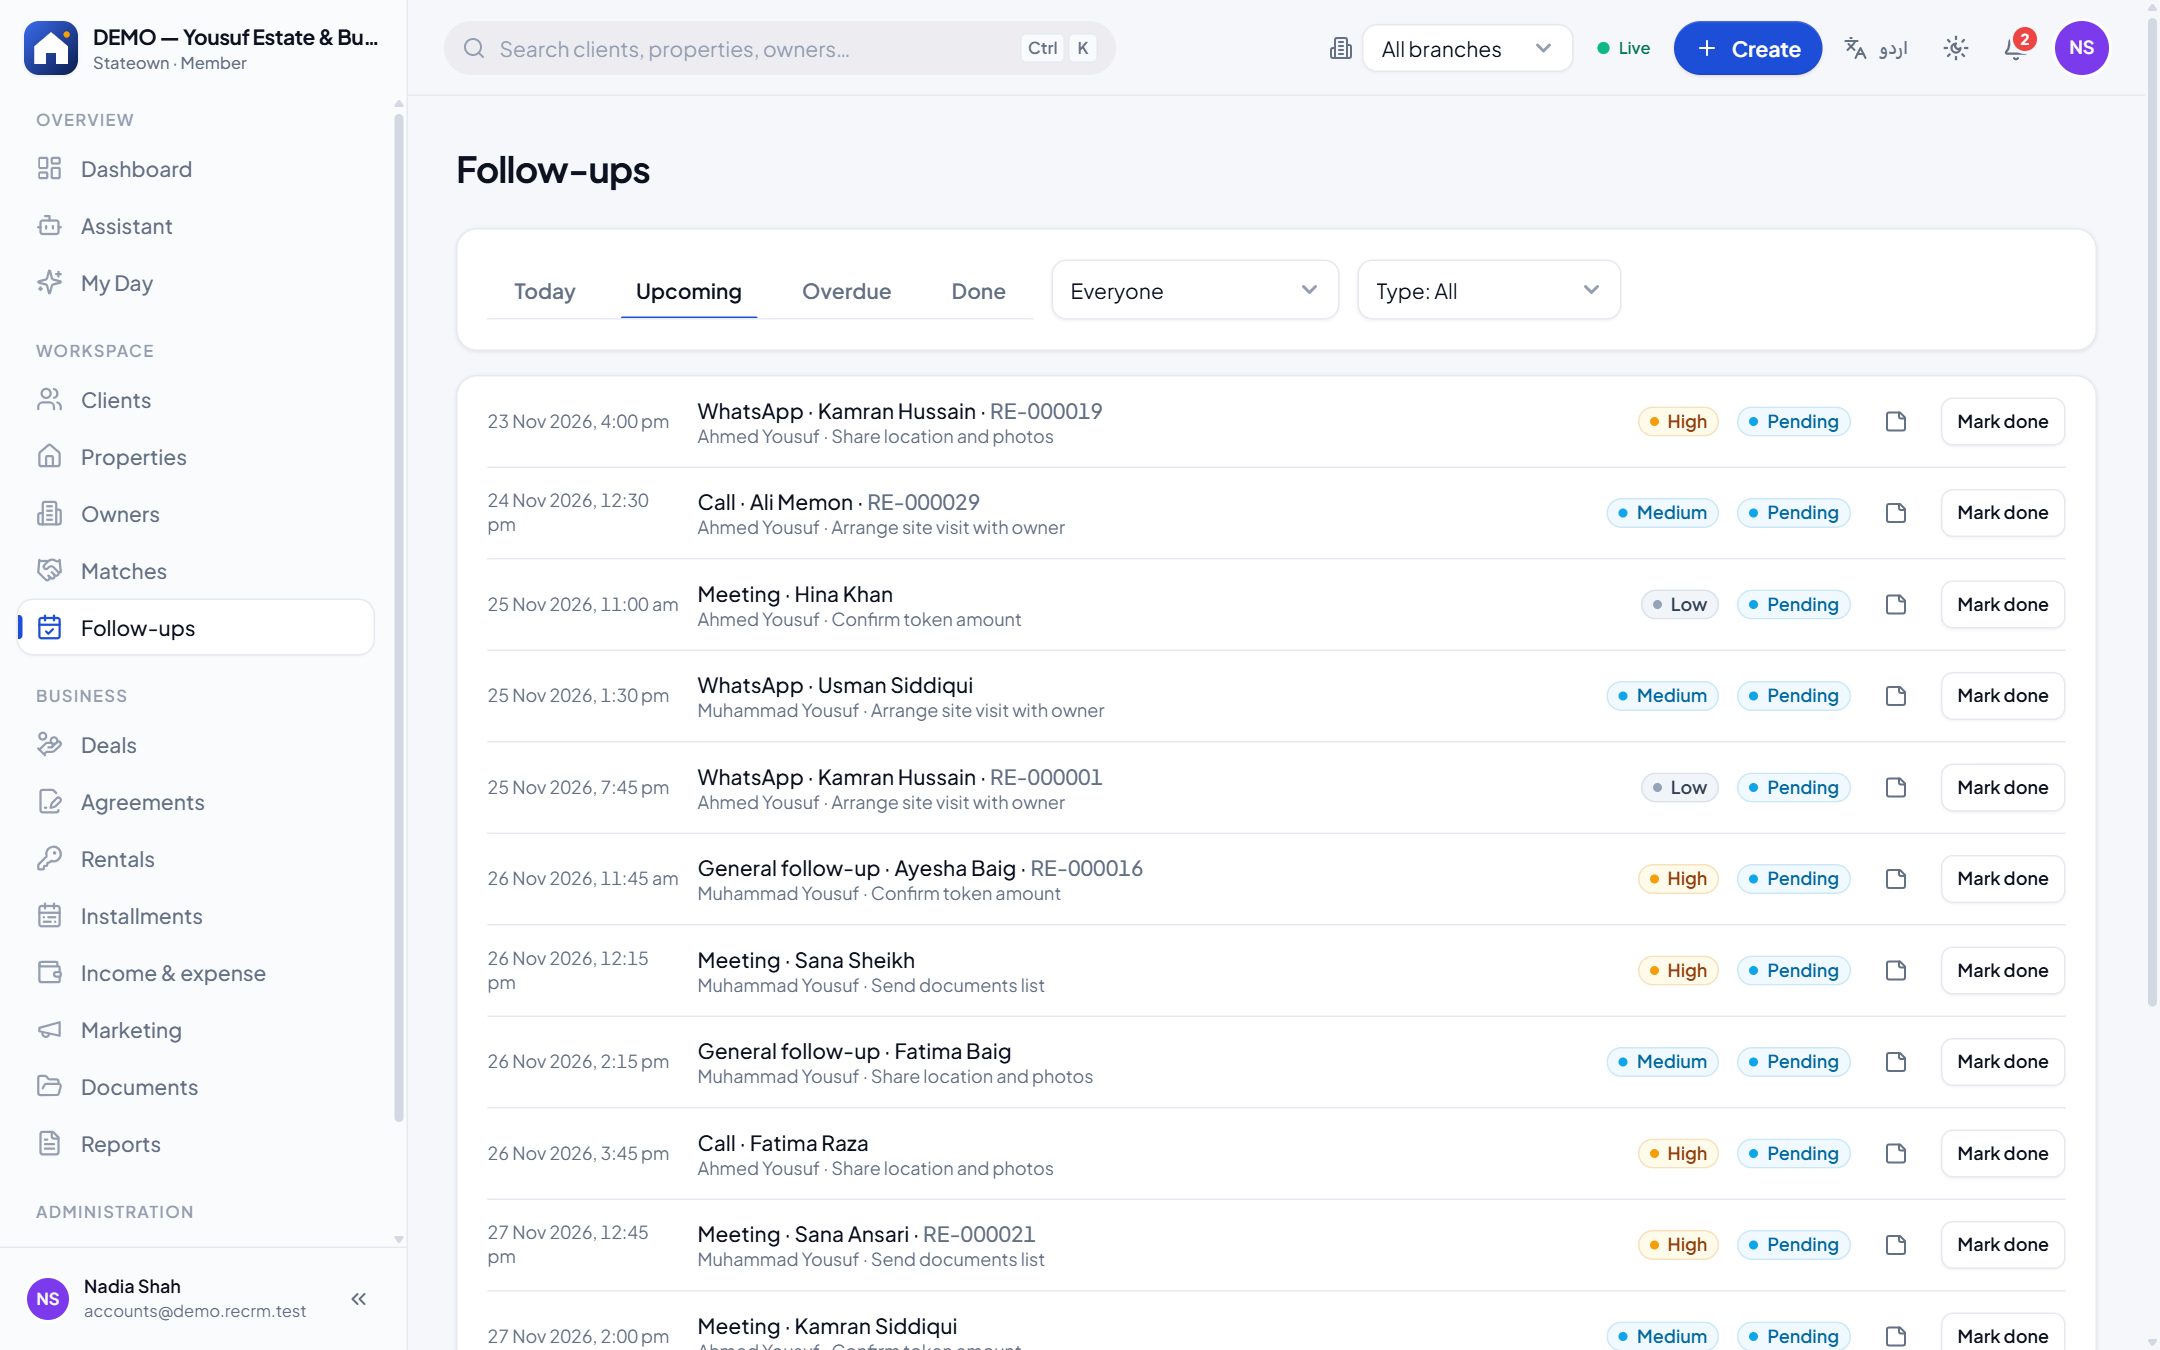 DEMO — Yousuf Estate & Bu...
Stateown · Member
OVERVIEW
Dashboard
Assistant
My Day
WORKSPACE
Clients
Properties
Owners
Matches
Follow-ups
BUSINESS
Deals
Agreements
Rentals
Installments
Income & expense
Marketing
Documents
Reports
ADMINISTRATION
NS
Nadia Shah
accounts@demo.recrm.test
Search clients, properties, owners...
Ctrl K
All branches
Live
Create
اردو
2
NS
Follow-ups
Today
Upcoming
Overdue
Done
Everyone
Type: All
23 Nov 2026, 4:00 pm
WhatsApp · Kamran Hussain · RE-000019
Ahmed Yousuf · Share location and photos
High
Pending
Mark done
24 Nov 2026, 12:30
pm
Call · Ali Memon · RE-000029
Ahmed Yousuf · Arrange site visit with owner
Medium
Pending
Mark done
25 Nov 2026, 11:00 am
Meeting · Hina Khan
Ahmed Yousuf · Confirm token amount
Low
Pending
Mark done
25 Nov 2026, 1:30 pm
WhatsApp · Usman Siddiqui
Muhammad Yousuf · Arrange site visit with owner
Medium
Pending
Mark done
25 Nov 2026, 7:45 pm
WhatsApp · Kamran Hussain · RE-000001
Ahmed Yousuf · Arrange site visit with owner
Low
Pending
Mark done
26 Nov 2026, 11:45 am
General follow-up · Ayesha Baig · RE-000016
Muhammad Yousuf · Confirm token amount
High
Pending
Mark done
26 Nov 2026, 12:15
pm
Meeting · Sana Sheikh
Muhammad Yousuf · Send documents list
High
Pending
Mark done
26 Nov 2026, 2:15 pm
General follow-up · Fatima Baig
Muhammad Yousuf · Share location and photos
Medium
Pending
Mark done
26 Nov 2026, 3:45 pm
Call · Fatima Raza
Ahmed Yousuf · Share location and photos
High
Pending
Mark done
27 Nov 2026, 12:45
pm
Meeting · Sana Ansari · RE-000021
Muhammad Yousuf · Send documents list
High
Pending
Mark done
27 Nov 2026, 2:00 pm
Meeting · Kamran Siddiqui
Ahmed Yousuf · Confirm token amount
Medium
Pending
Mark done